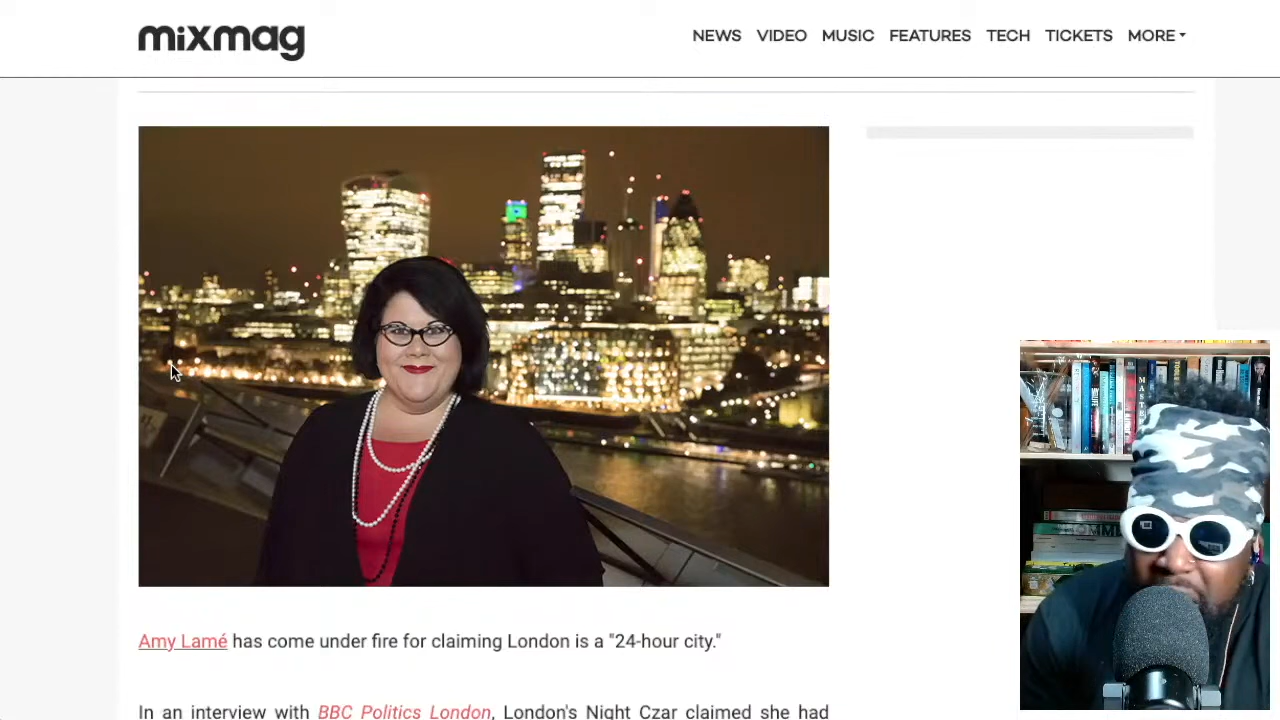 mixmag
NEWS VIDEO MUSIC FEATURES TECH TICKETS MORE
Amy Lamé has come under fire for claiming London is a "24-hour city."
In an interview with BBC Politics London, London's Night Czar claimed she had